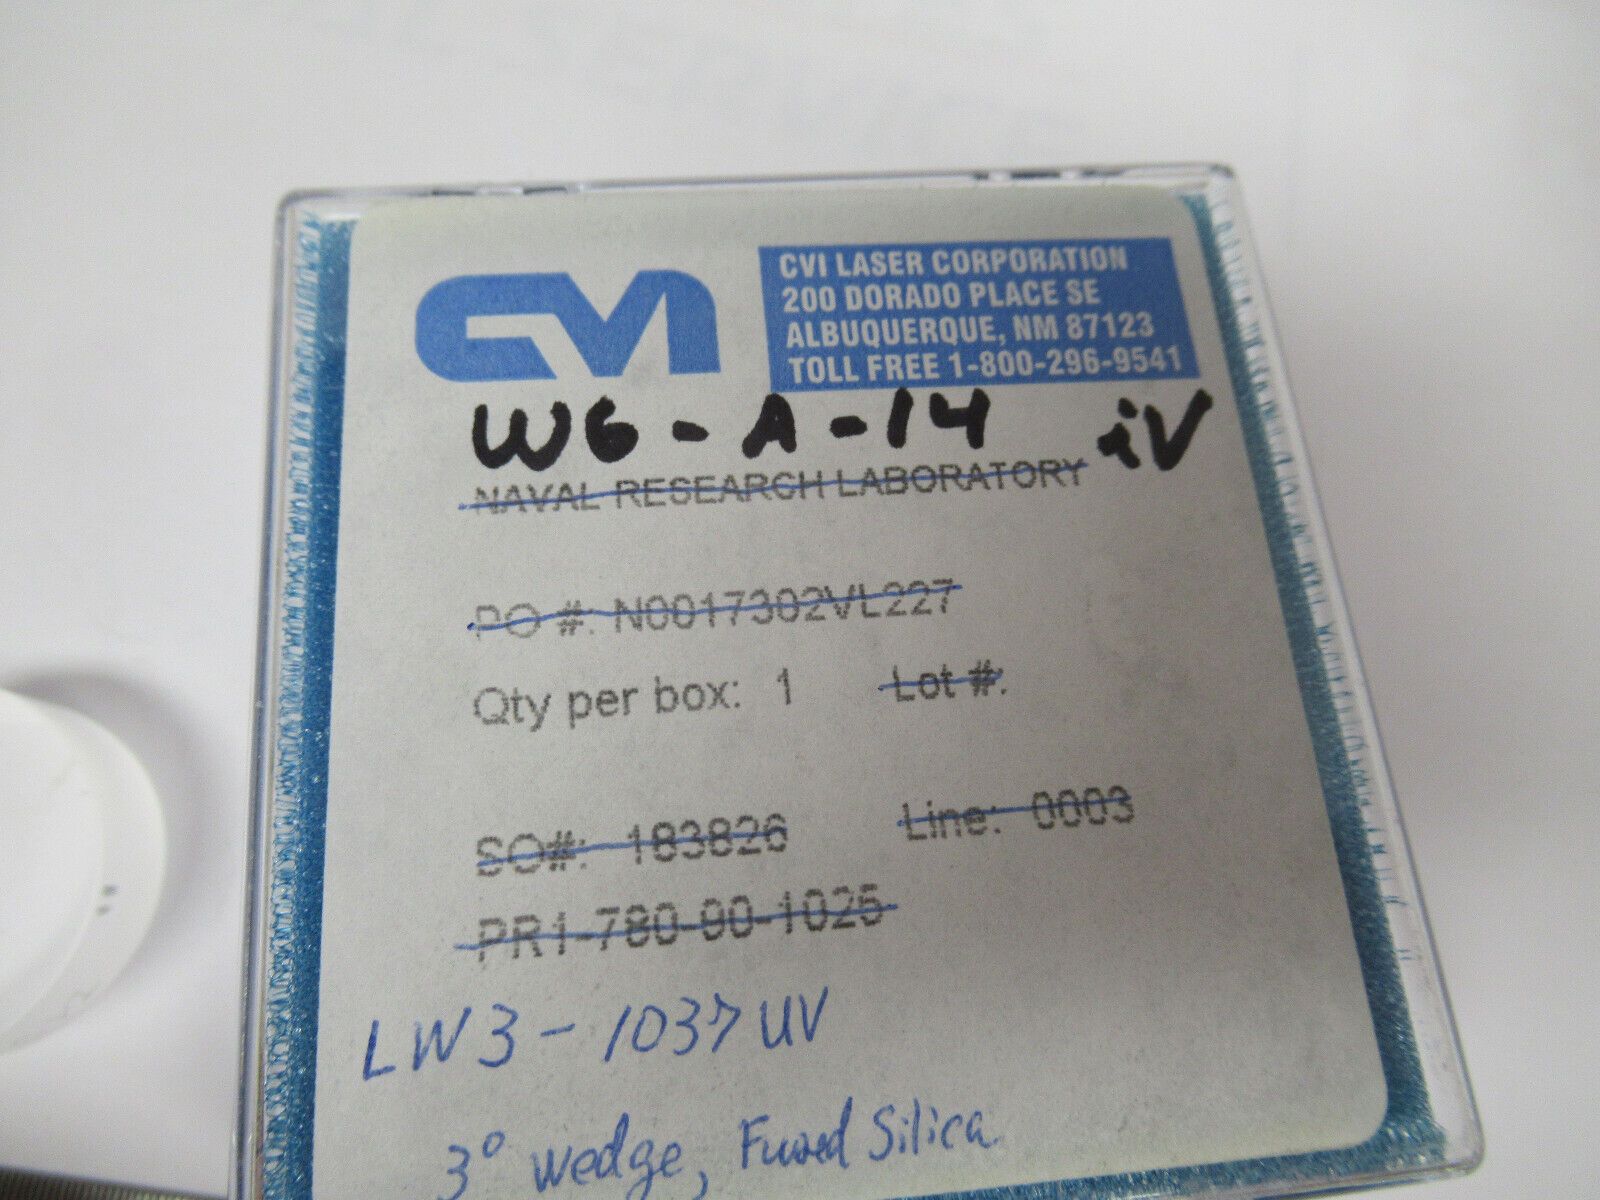 CVI
CVI LASER CORPORATION
200 DORADO PLACE SE
ALBUQUERQUE, NM 87123
TOLL FREE 1-800-296-9541
W6-A-14 iV
NAVAL RESEARCH LABORATORY
PO #: N0017302VL227
Qty per box: 1 Lot #:
SO#: 183826 Line: 0003
PR1-780-90-1025
LW3-1037UV
3° wedge, Fused Silica